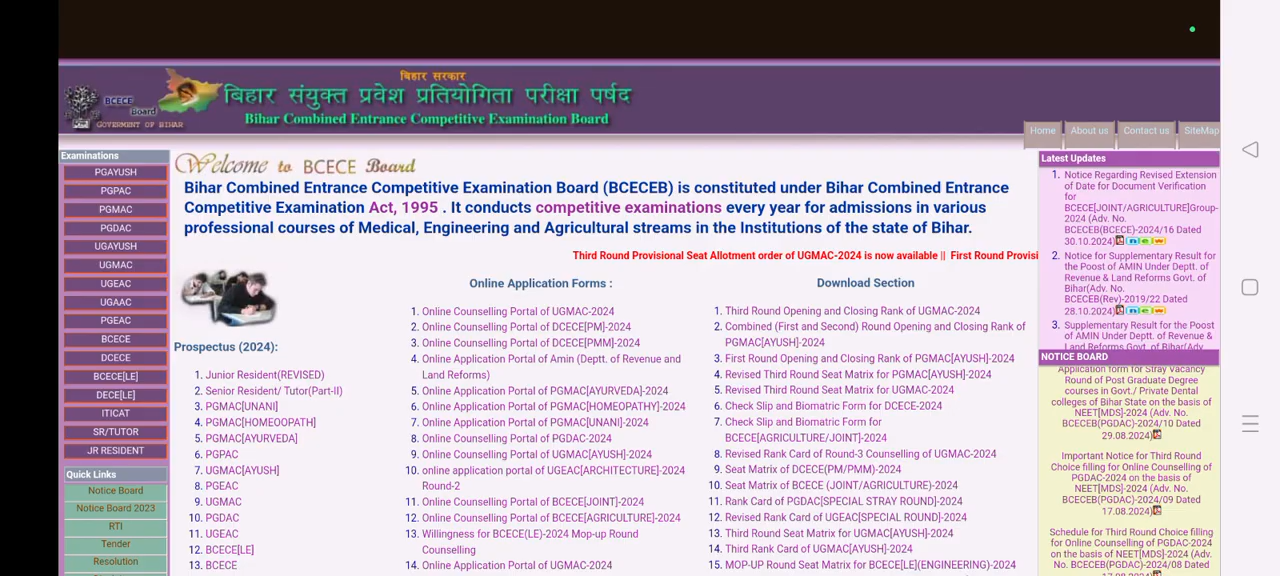 बिहार सरकार
बिहार संयुक्त प्रवेश प्रतियोगिता परीक्षा पर्षद
Bihar Combined Entrance Competitive Examination Board
BCECE
Board
GOVERNMENT OF BIHAR
Home
About us
Contact us
SiteMap
Examinations
PGAYUSH
PGPAC
PGMAC
PGDAC
UGAYUSH
UGMAC
UGEAC
UGAAC
PGEAC
BCECE
DCECE
BCECE[LE]
DECE[LE]
ITICAT
SR/TUTOR
JR RESIDENT
Quick Links
Notice Board
Notice Board 2023
RTI
Tender
Resolution
Welcome to BCECE Board
Bihar Combined Entrance Competitive Examination Board (BCECEB) is constituted under Bihar Combined Entrance
Competitive Examination Act, 1995 . It conducts competitive examinations every year for admissions in various
professional courses of Medical, Engineering and Agricultural streams in the Institutions of the state of Bihar.
Third Round Provisional Seat Allotment order of UGMAC-2024 is now available || First Round Provisi
Prospectus (2024):
1. Junior Resident(REVISED)
2. Senior Resident/ Tutor(Part-II)
3. PGMAC[UNANI]
4. PGMAC[HOMEOOPATH]
5. PGMAC[AYURVEDA]
6. PGPAC
7. UGMAC[AYUSH]
8. PGEAC
9. UGMAC
10. PGDAC
11. UGEAC
12. BCECE[LE]
13. BCECE
Online Application Forms :
1. Online Counselling Portal of UGMAC-2024
2. Online Counselling Portal of DCECE[PM]-2024
3. Online Counselling Portal of DCECE[PMM]-2024
4. Online Application Portal of Amin (Deptt. of Revenue and
Land Reforms)
5. Online Application Portal of PGMAC[AYURVEDA]-2024
6. Online Application Portal of PGMAC[HOMEOPATHY]-2024
7. Online Application Portal of PGMAC[UNANI]-2024
8. Online Counselling Portal of PGDAC-2024
9. Online Counselling Portal of UGMAC[AYUSH]-2024
10. online application portal of UGEAC[ARCHITECTURE]-2024
Round-2
11. Online Counselling Portal of BCECE[JOINT]-2024
12. Online Counselling Portal of BCECE[AGRICULTURE]-2024
13. Willingness for BCECE(LE)-2024 Mop-up Round
Counselling
14. Online Application Portal of UGMAC-2024
Download Section
1. Third Round Opening and Closing Rank of UGMAC-2024
2. Combined (First and Second) Round Opening and Closing Rank of
PGMAC[AYUSH]-2024
3. First Round Opening and Closing Rank of PGMAC[AYUSH]-2024
4. Revised Third Round Seat Matrix for PGMAC[AYUSH]-2024
5. Revised Third Round Seat Matrix for UGMAC-2024
6. Check Slip and Biomatric Form for DCECE-2024
7. Check Slip and Biomatric Form for
BCECE[AGRICULTURE/JOINT]-2024
8. Revised Rank Card of Round-3 Counselling of UGMAC-2024
9. Seat Matrix of DCECE(PM/PMM)-2024
10. Seat Matrix of BCECE (JOINT/AGRICULTURE)-2024
11. Rank Card of PGDAC[SPECIAL STRAY ROUND]-2024
12. Revised Rank Card of UGEAC[SPECIAL ROUND]-2024
13. Third Round Seat Matrix for UGMAC[AYUSH]-2024
14. Third Rank Card of UGMAC[AYUSH]-2024
15. MOP-UP Round Seat Matrix for BCECE[LE](ENGINEERING)-2024
Latest Updates
1. Notice Regarding Revised Extension
of Date for Document Verification
for
BCECE[JOINT/AGRICULTURE]Group-
2024 (Adv. No.
BCECEB(BCECE)-2024/16 Dated
30.10.2024)
2. Notice for Supplementary Result for
the Poost of AMIN Under Deptt. of
Revenue & Land Reforms Govt. of
Bihar(Adv. No.
BCECEB(Rev)-2019/22 Dated
28.10.2024)
3. Supplementary Result for the Poost
of AMIN Under Deptt. of Revenue &
Land Reforms Govt. of Bihar(Adv.
NOTICE BOARD
Application form for Stray Vacancy
Round of Post Graduate Degree
courses in Govt./ Private Dental
colleges of Bihar State on the basis of
NEET[MDS]-2024 (Adv. No.
BCECEB(PGDAC)-2024/10 Dated
29.08.2024)
Important Notice for Third Round
Choice filling for Online Counselling of
PGDAC-2024 on the basis of
NEET[MDS]-2024 (Adv. No.
BCECEB(PGDAC)-2024/09 Dated
17.08.2024)
Schedule for Third Round Choice filling
for Online Counselling of PGDAC-2024
on the basis of NEET[MDS]-2024 (Adv.
No. BCECEB(PGDAC)-2024/08 Dated
17.08.2024)